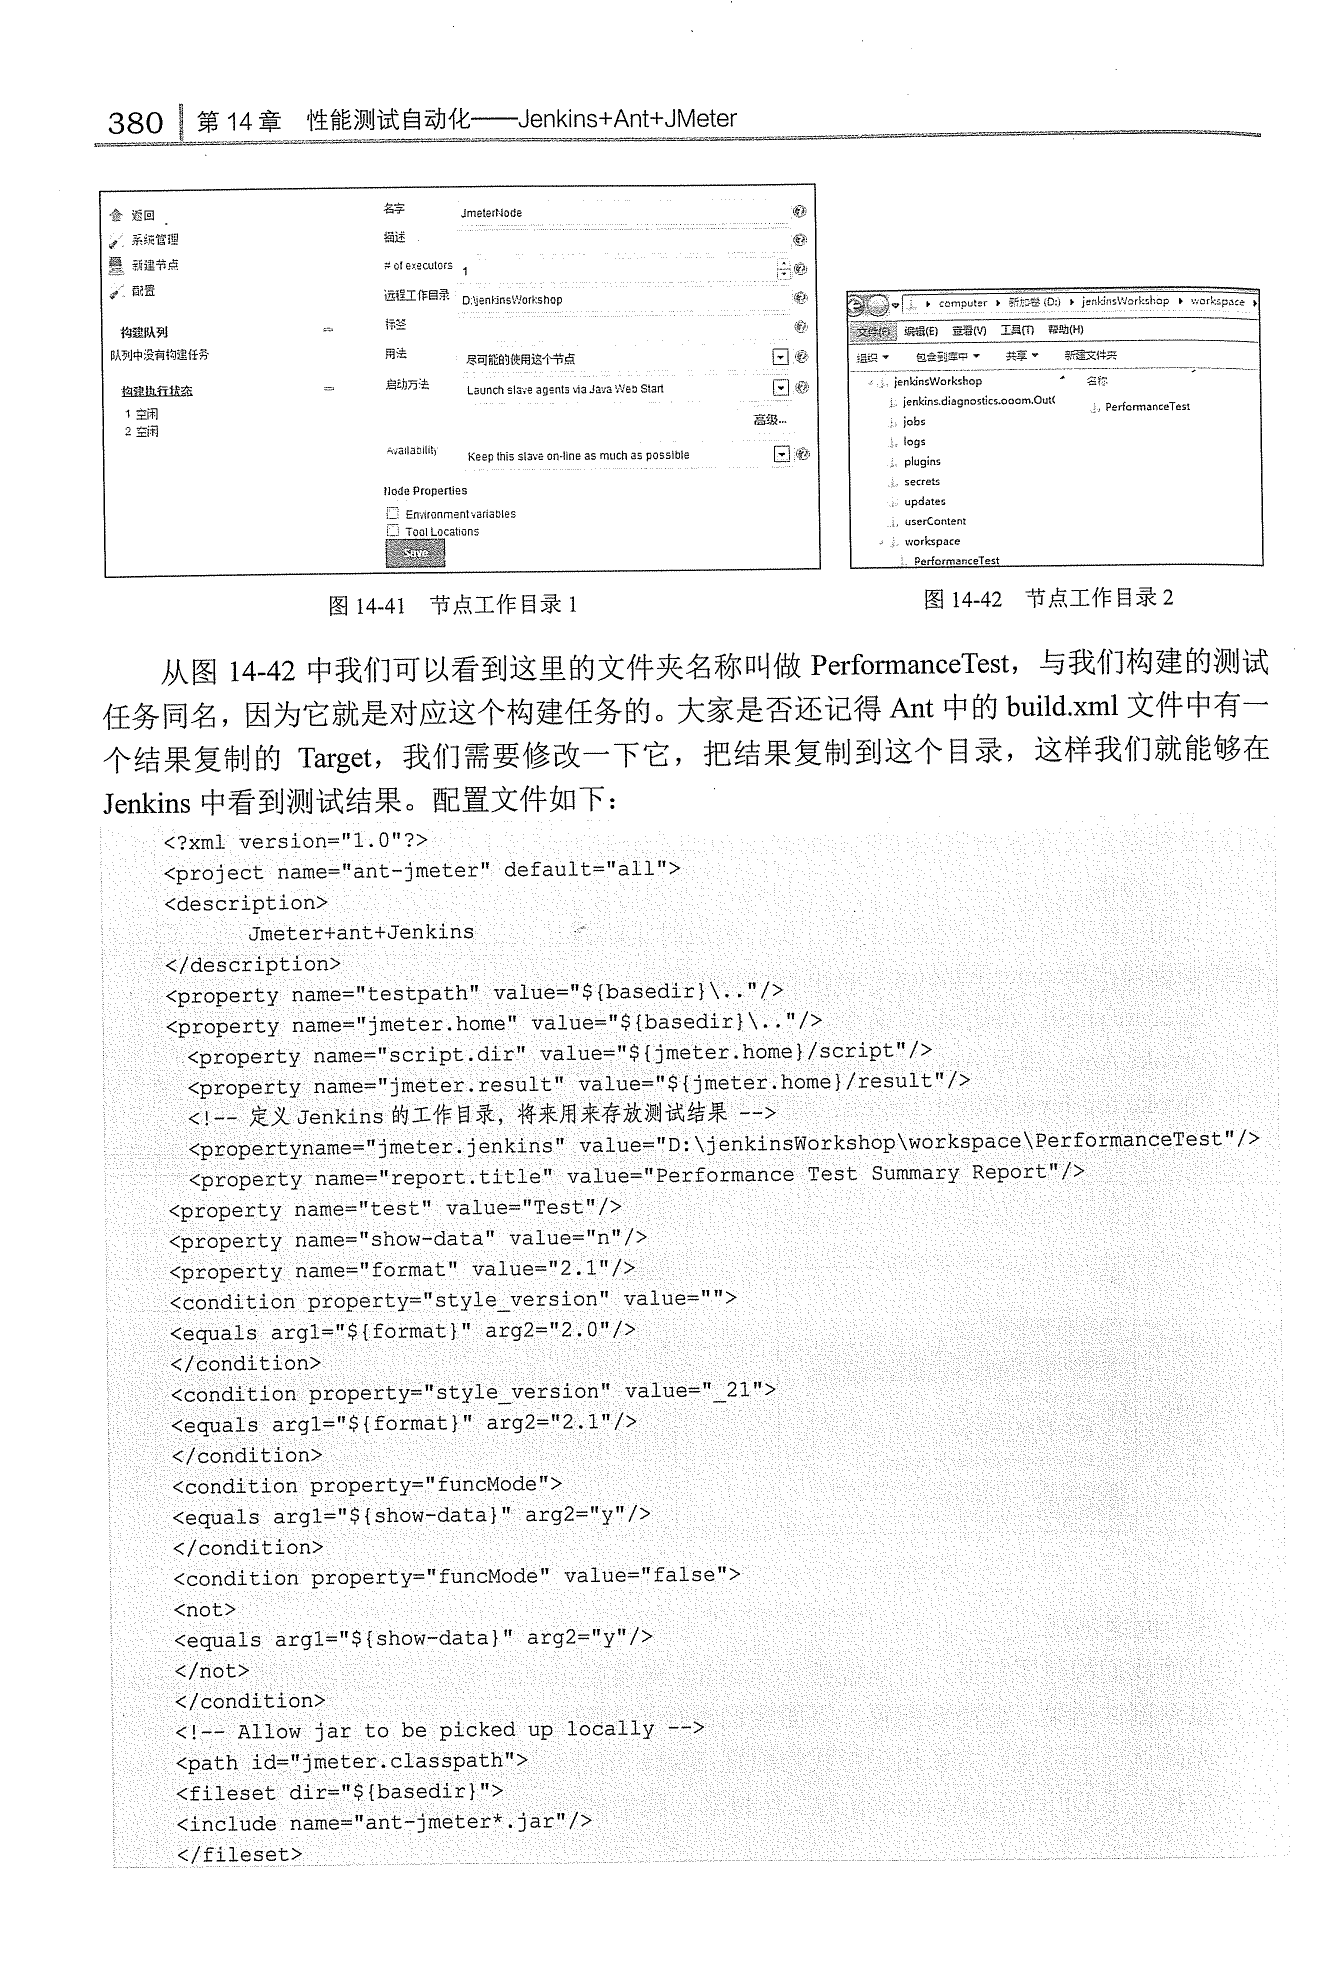 380 第 14 章 性能测试自动化——Jenkins+Ant+JMeter
返回
系统管理
新建节点
配置
构建队列
队列中没有构建任务
构建执行状态
1 空闲
2 空闲
名字 JmeterNode
描述
# of executors 1
远程工作目录 D:\jenkinsWorkshop
标签
用法 尽可能的使用这个节点
启动方法 Launch slave agents via Java Web Start
高级...
Availability Keep this slave on-line as much as possible
Node Properties
Environment variables
Tool Locations
Save
图 14-41 节点工作目录 1
computer 新加卷 (D:) jenkinsWorkshop workspace
文件(F) 编辑(E) 查看(V) 工具(T) 帮助(H)
组织 包含到库中 共享 新建文件夹
jenkinsWorkshop
jenkins.diagnostics.ooom.Out(
jobs
logs
plugins
secrets
updates
userContent
workspace
PerformanceTest
名称
PerformanceTest
图 14-42 节点工作目录 2
从图 14-42 中我们可以看到这里的文件夹名称叫做 PerformanceTest，与我们构建的测试
任务同名，因为它就是对应这个构建任务的。大家是否还记得 Ant 中的 build.xml 文件中有一
个结果复制的 Target，我们需要修改一下它，把结果复制到这个目录，这样我们就能够在
Jenkins 中看到测试结果。配置文件如下：
<?xml version="1.0"?>
<project name="ant-jmeter" default="all">
<description>
Jmeter+ant+Jenkins
</description>
<property name="testpath" value="${basedir}\.."/>
<property name="jmeter.home" value="${basedir}\.."/>
<property name="script.dir" value="${jmeter.home}/script"/>
<property name="jmeter.result" value="${jmeter.home}/result"/>
<!-- 定义 Jenkins 的工作目录，将来用来存放测试结果 -->
<propertyname="jmeter.jenkins" value="D:\jenkinsWorkshop\workspace\PerformanceTest"/>
<property name="report.title" value="Performance Test Summary Report"/>
<property name="test" value="Test"/>
<property name="show-data" value="n"/>
<property name="format" value="2.1"/>
<condition property="style_version" value="">
<equals arg1="${format}" arg2="2.0"/>
</condition>
<condition property="style_version" value="_21">
<equals arg1="${format}" arg2="2.1"/>
</condition>
<condition property="funcMode">
<equals arg1="${show-data}" arg2="y"/>
</condition>
<condition property="funcMode" value="false">
<not>
<equals arg1="${show-data}" arg2="y"/>
</not>
</condition>
<!-- Allow jar to be picked up locally -->
<path id="jmeter.classpath">
<fileset dir="${basedir}">
<include name="ant-jmeter*.jar"/>
</fileset>